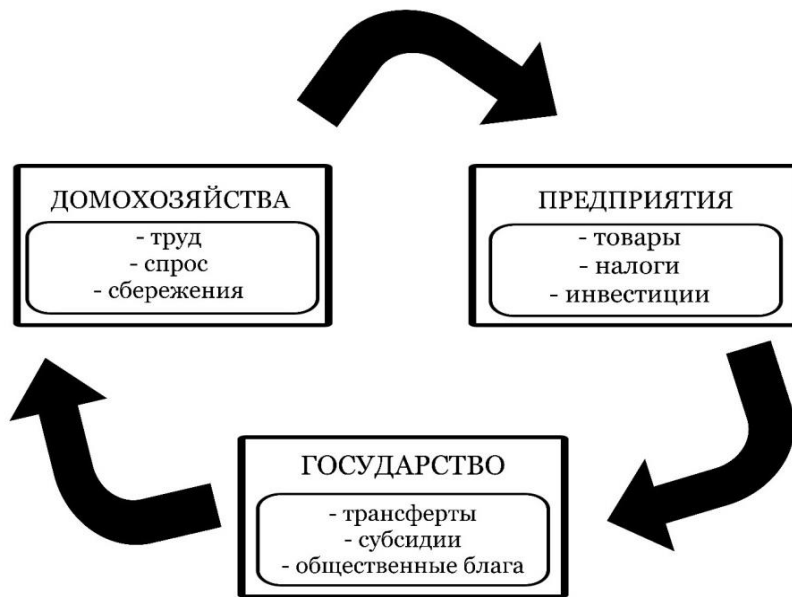 ДОМОХОЗЯЙСТВА
- труд
- спрос
- сбережения
ПРЕДПРИЯТИЯ
- товары
- налоги
- инвестиции
ГОСУДАРСТВО
- трансферты
- субсидии
- общественные блага